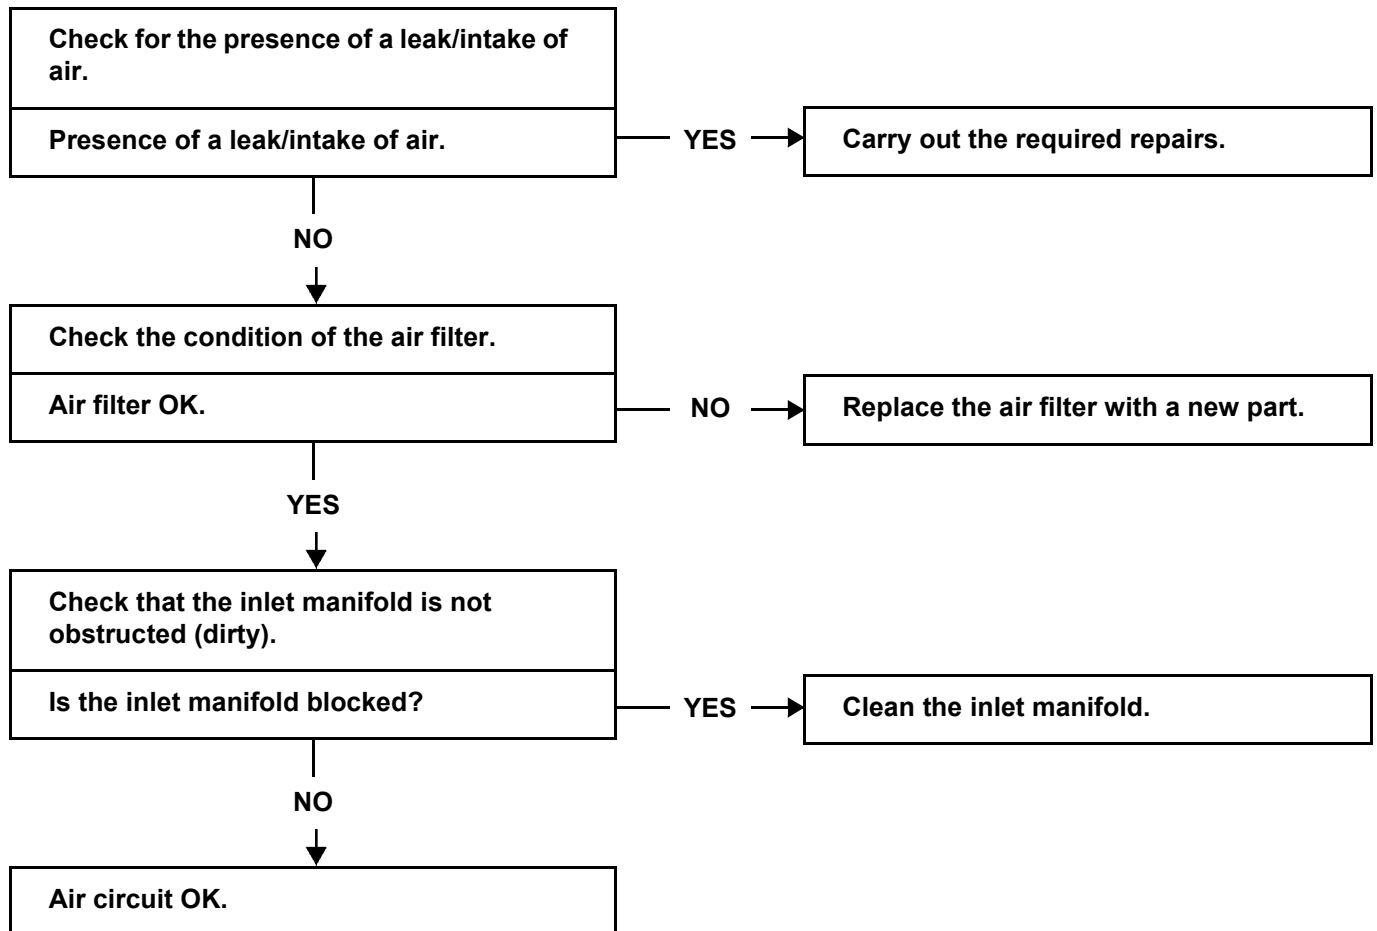 Check for the presence of a leak/intake of
air.
Presence of a leak/intake of air.
YES
Carry out the required repairs.
NO
Check the condition of the air filter.
Air filter OK.
NO
Replace the air filter with a new part.
YES
Check that the inlet manifold is not
obstructed (dirty).
Is the inlet manifold blocked?
YES
Clean the inlet manifold.
NO
Air circuit OK.